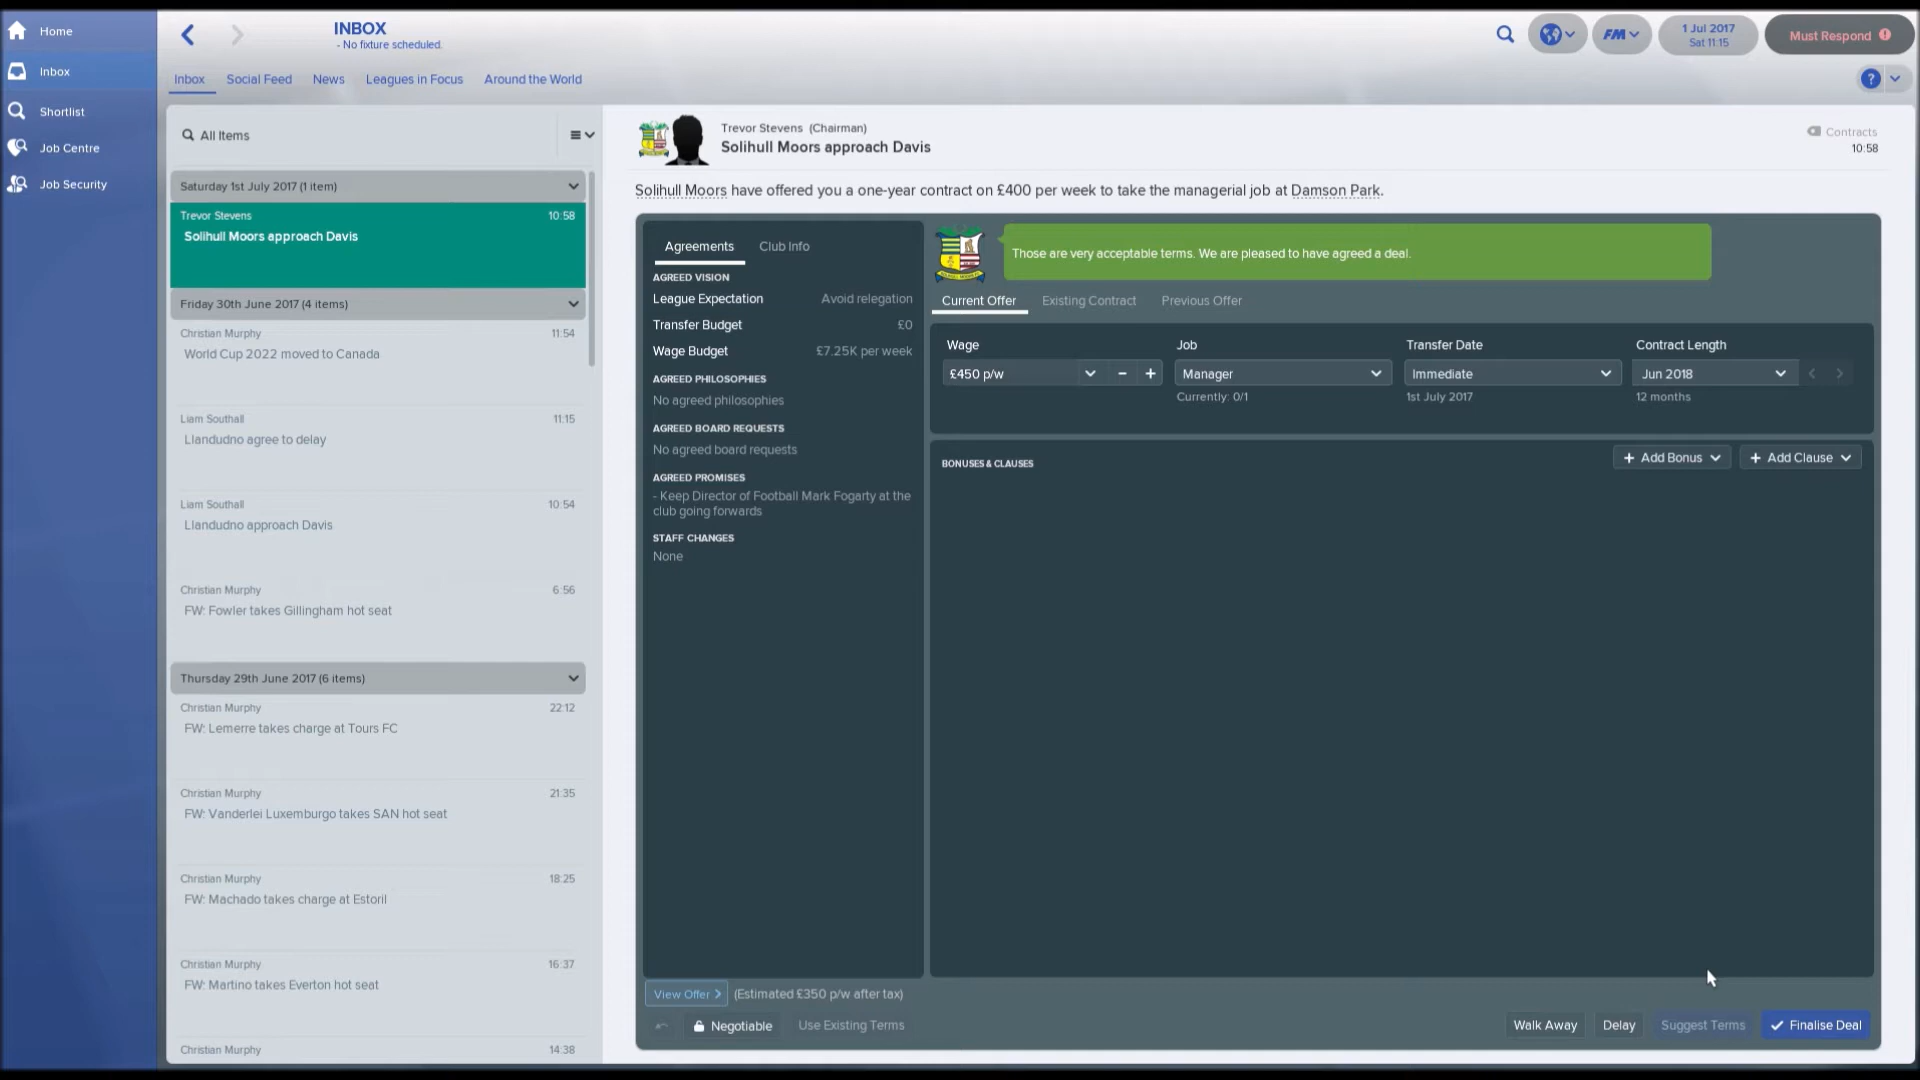 Home
Inbox
Shortlist
Job Centre
Job Security
INBOX
- No fixture scheduled.
FM
1 Jul 2017
Sat 11:15
Must Respond
Inbox
Social Feed
News
Leagues in Focus
Around the World
?
All Items
Saturday 1st July 2017 (1 item)
Trevor Stevens 10:58
Solihull Moors approach Davis
Friday 30th June 2017 (4 items)
Christian Murphy 11:54
World Cup 2022 moved to Canada
Liam Southall 11:15
Llandudno agree to delay
Liam Southall 10:54
Llandudno approach Davis
Christian Murphy 6:56
FW: Fowler takes Gillingham hot seat
Thursday 29th June 2017 (6 items)
Christian Murphy 22:12
FW: Lemerre takes charge at Tours FC
Christian Murphy 21:35
FW: Vanderlei Luxemburgo takes SAN hot seat
Christian Murphy 18:25
FW: Machado takes charge at Estoril
Christian Murphy 16:37
FW: Martino takes Everton hot seat
Christian Murphy 14:38
Trevor Stevens (Chairman)
Solihull Moors approach Davis
Contracts
10:58
Solihull Moors have offered you a one-year contract on £400 per week to take the managerial job at Damson Park.
Agreements
Club Info
AGREED VISION
League Expectation Avoid relegation
Transfer Budget £0
Wage Budget £7.25K per week
AGREED PHILOSOPHIES
No agreed philosophies
AGREED BOARD REQUESTS
No agreed board requests
AGREED PROMISES
- Keep Director of Football Mark Fogarty at the
club going forwards
STAFF CHANGES
None
Those are very acceptable terms. We are pleased to have agreed a deal.
Current Offer
Existing Contract
Previous Offer
Wage
£450 p/w
Job
Manager
Currently: 0/1
Transfer Date
Immediate
1st July 2017
Contract Length
Jun 2018
12 months
BONUSES & CLAUSES
Add Bonus
Add Clause
View Offer
(Estimated £350 p/w after tax)
Negotiable
Use Existing Terms
Walk Away
Delay
Suggest Terms
Finalise Deal